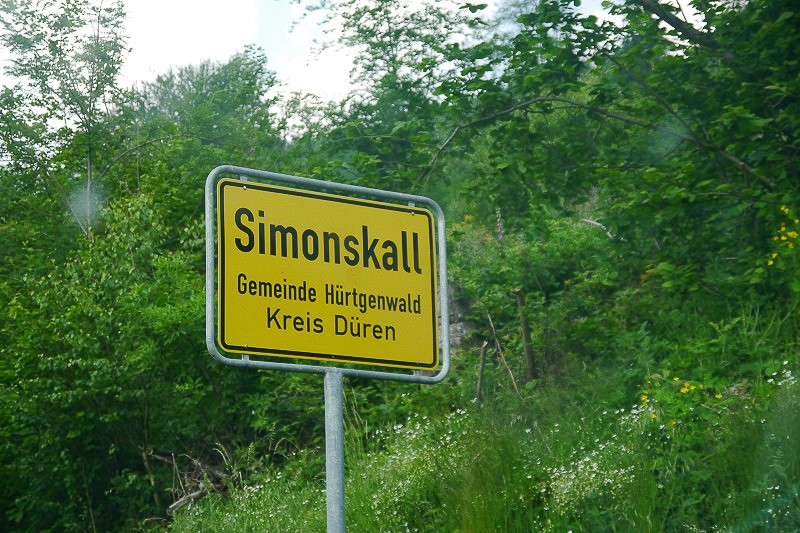 Simonskall
Gemeinde Hürtgenwald
Kreis Düren